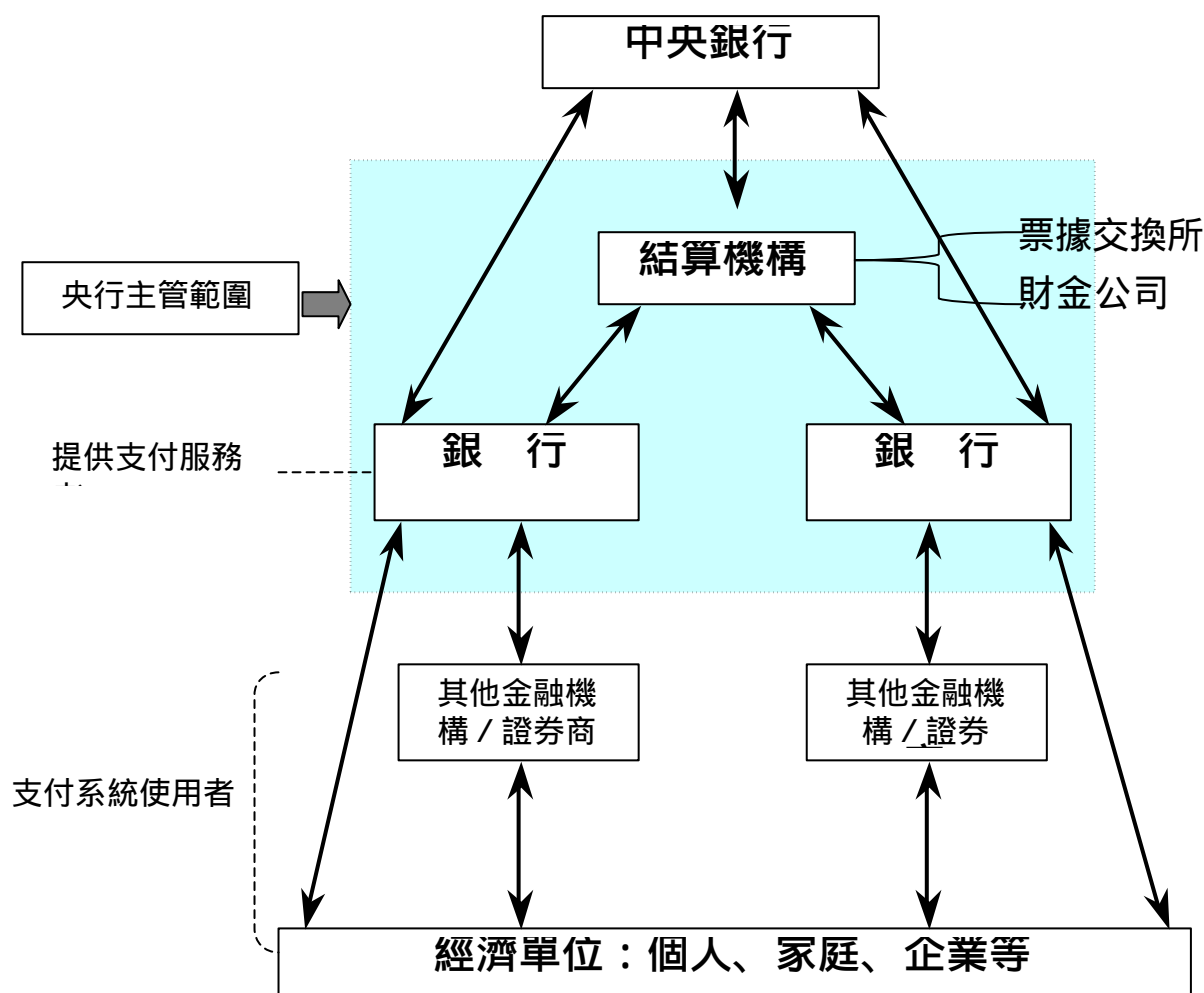 中央銀行
結算機構
票據交換所
財金公司
央行主管範圍
提供支付服務
銀 行
銀 行
其他金融機
構／證券商
其他金融機
構／證券
支付系統使用者
經濟單位：個人、家庭、企業等